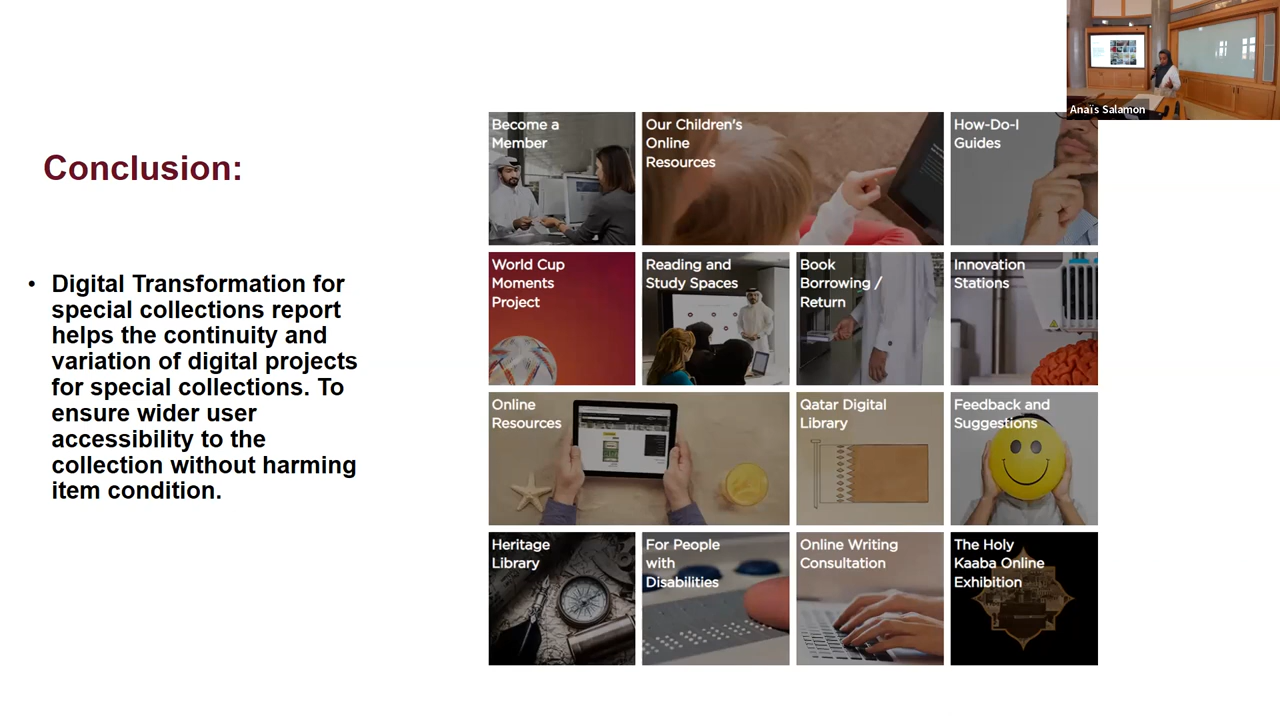 Anaïs Salamon
Conclusion:
• Digital Transformation for
special collections report
helps the continuity and
variation of digital projects
for special collections. To
ensure wider user
accessibility to the
collection without harming
item condition.
Become a
Member
Our Children's
Online
Resources
How-Do-I
Guides
World Cup
Moments
Project
Reading and
Study Spaces
Book
Borrowing /
Return
Innovation
Stations
Online
Resources
Qatar Digital
Library
Feedback and
Suggestions
Heritage
Library
For People
with
Disabilities
Online Writing
Consultation
The Holy
Kaaba Online
Exhibition